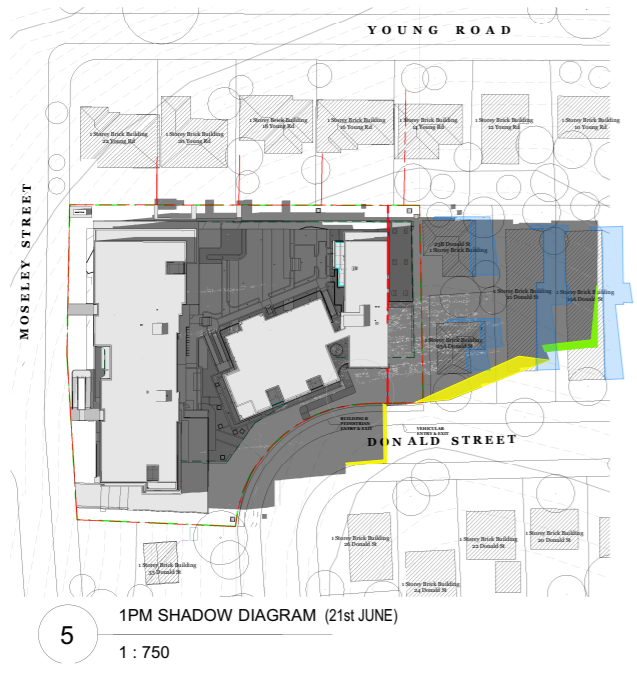 YOUNG ROAD
1 Storey Brick Building
22 Young Rd
1 Storey Brick Building
20 Young Rd
1 Storey Brick Building
18 Young Rd
1 Storey Brick Building
16 Young Rd
1 Storey Brick Building
14 Young Rd
1 Storey Brick Building
12 Young Rd
1 Storey Brick Building
10 Young Rd
MOSELEY STREET
23B Donald St
1 Storey Brick Building
1 Storey Brick Building
1 Storey Brick Building
19A Donald St
1 Storey Brick Building
BUILDING &
PEDESTRIAN
ENTRY & EXIT
VEHICULAR
ENTRY & EXIT
DONALD STREET
1 Storey Brick Building
26 Donald St
1 Storey Brick Building
22 Donald St
1 Storey Brick Building
20 Donald St
1 Storey Brick Building
24 Donald St
1 Storey Brick Building
33 Donald St
5
1PM SHADOW DIAGRAM (21st JUNE)
1 : 750